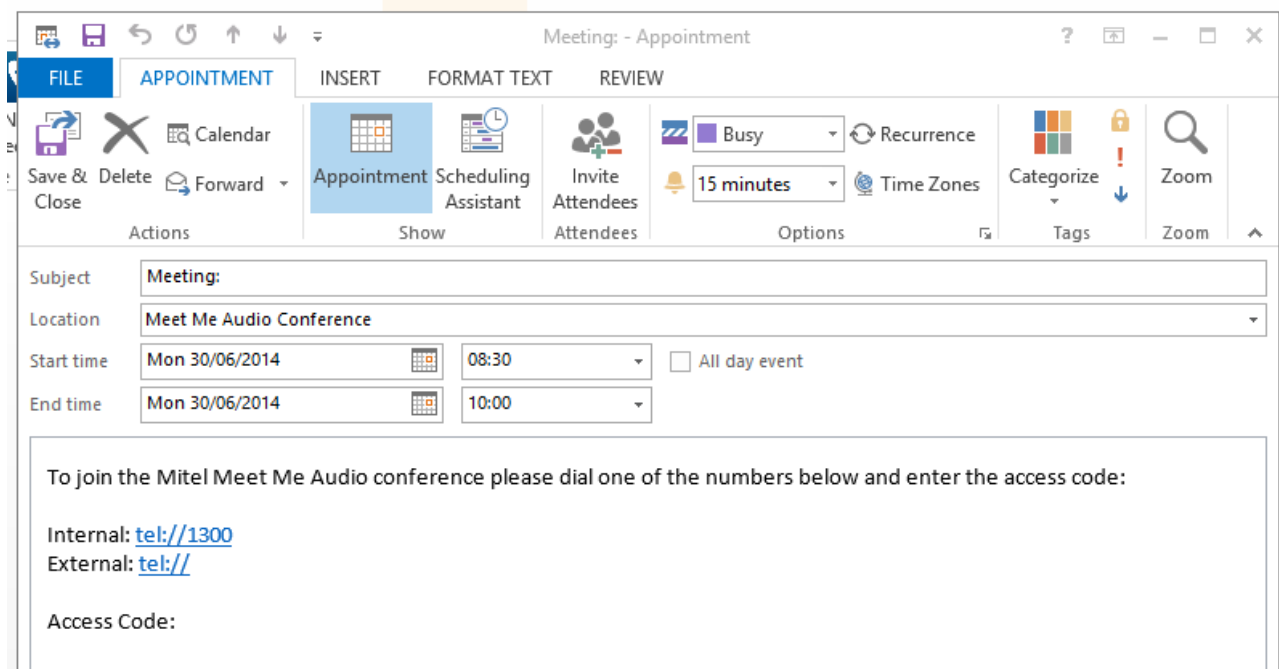 Meeting: - Appointment ?
FILE APPOINTMENT INSERT FORMAT TEXT REVIEW
Save & Close Delete Calendar Forward
Actions
Appointment Scheduling Assistant
Show
Invite Attendees
Attendees
Busy Recurrence
15 minutes Time Zones
Options
Categorize
Tags
Zoom
Zoom
Subject Meeting:
Location Meet Me Audio Conference
Start time Mon 30/06/2014 08:30 All day event
End time Mon 30/06/2014 10:00
To join the Mitel Meet Me Audio conference please dial one of the numbers below and enter the access code:
Internal: tel://1300
External: tel://
Access Code: